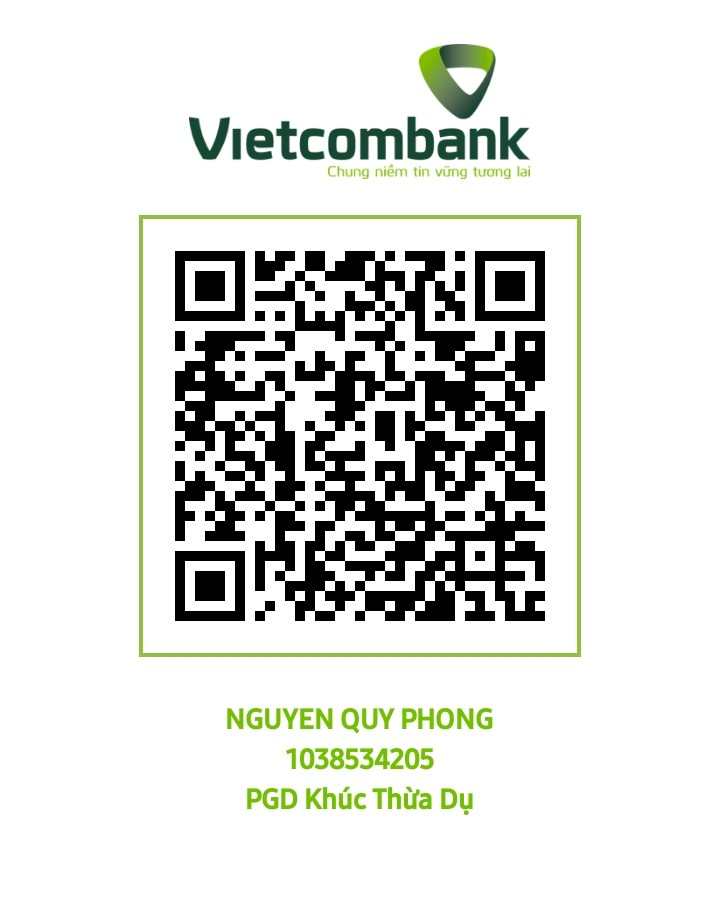 Vietcombank
Chung niềm tin vững tương lai
NGUYEN QUY PHONG
1038534205
PGD Khúc Thừa Dụ